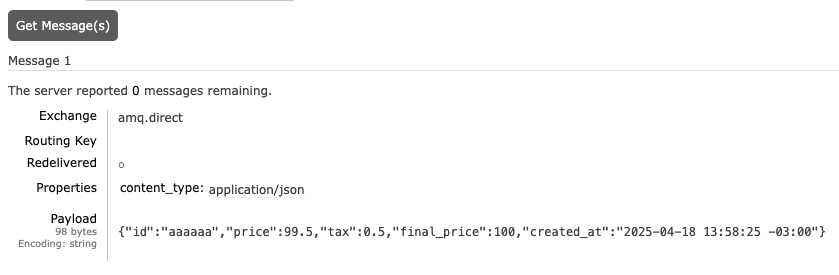 Get Message(s)
Message 1
The server reported 0 messages remaining.
Exchange amq.direct
Routing Key
Redelivered ○
Properties content_type: application/json
Payload
98 bytes
Encoding: string
{"id":"aaaaaa","price":99.5,"tax":0.5,"final_price":100,"created_at":"2025-04-18 13:58:25 -03:00"}